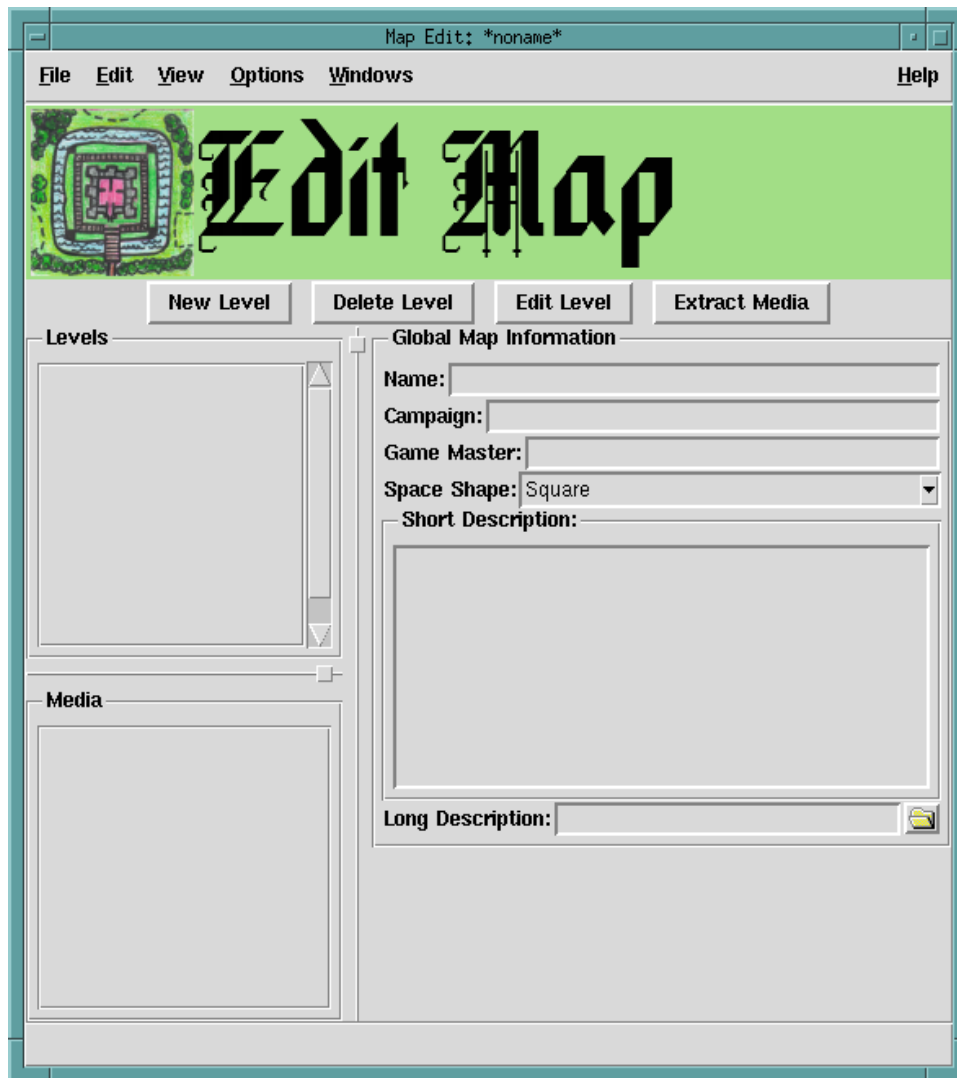 Map Edit: *noname*
File Edit View Options Windows Help
Edit Map
New Level Delete Level Edit Level Extract Media
Levels
Global Map Information
Name:
Campaign:
Game Master:
Space Shape: Square
Short Description:
Media
Long Description: